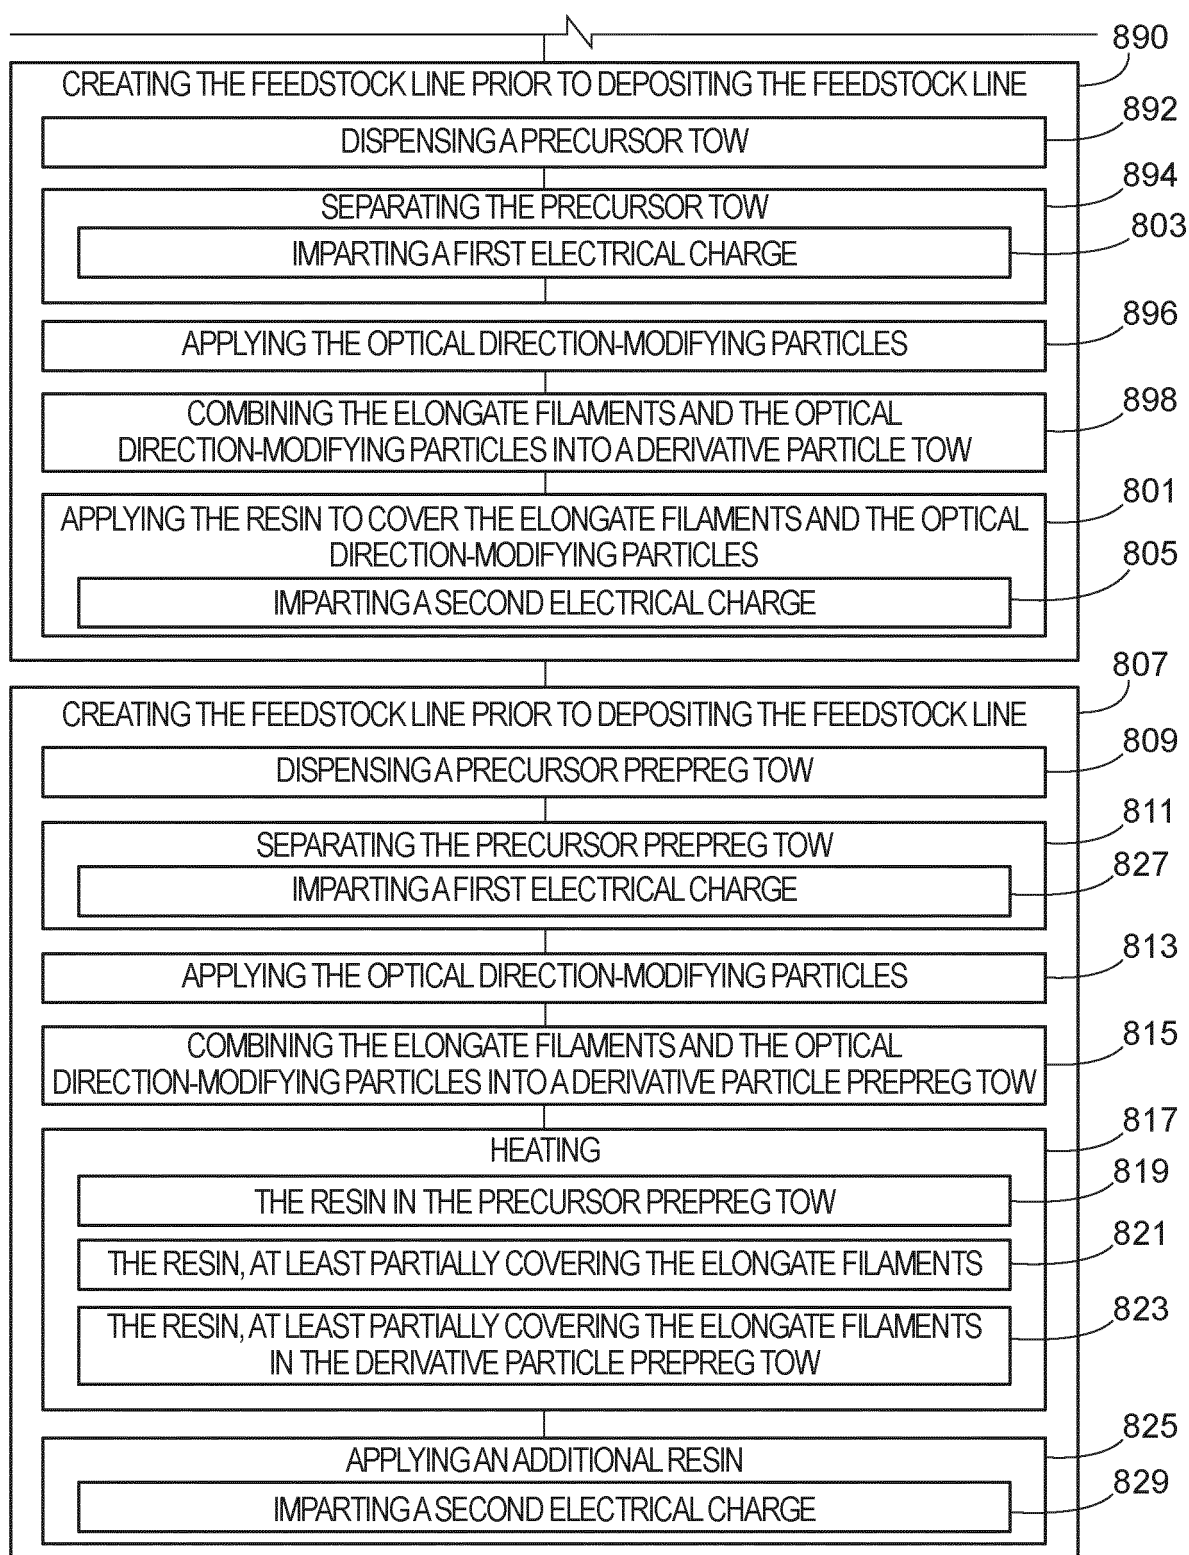 890
CREATING THE FEEDSTOCK LINE PRIOR TO DEPOSITING THE FEEDSTOCK LINE
892
DISPENSING A PRECURSOR TOW
894
SEPARATING THE PRECURSOR TOW
803
IMPARTING A FIRST ELECTRICAL CHARGE
896
APPLYING THE OPTICAL DIRECTION-MODIFYING PARTICLES
898
COMBINING THE ELONGATE FILAMENTS AND THE OPTICAL
DIRECTION-MODIFYING PARTICLES INTO A DERIVATIVE PARTICLE TOW
801
APPLYING THE RESIN TO COVER THE ELONGATE FILAMENTS AND THE OPTICAL
DIRECTION-MODIFYING PARTICLES
805
IMPARTING A SECOND ELECTRICAL CHARGE
807
CREATING THE FEEDSTOCK LINE PRIOR TO DEPOSITING THE FEEDSTOCK LINE
809
DISPENSING A PRECURSOR PREPREG TOW
811
SEPARATING THE PRECURSOR PREPREG TOW
827
IMPARTING A FIRST ELECTRICAL CHARGE
813
APPLYING THE OPTICAL DIRECTION-MODIFYING PARTICLES
815
COMBINING THE ELONGATE FILAMENTS AND THE OPTICAL
DIRECTION-MODIFYING PARTICLES INTO A DERIVATIVE PARTICLE PREPREG TOW
817
HEATING
819
THE RESIN IN THE PRECURSOR PREPREG TOW
821
THE RESIN, AT LEAST PARTIALLY COVERING THE ELONGATE FILAMENTS
823
THE RESIN, AT LEAST PARTIALLY COVERING THE ELONGATE FILAMENTS
IN THE DERIVATIVE PARTICLE PREPREG TOW
825
APPLYING AN ADDITIONAL RESIN
829
IMPARTING A SECOND ELECTRICAL CHARGE